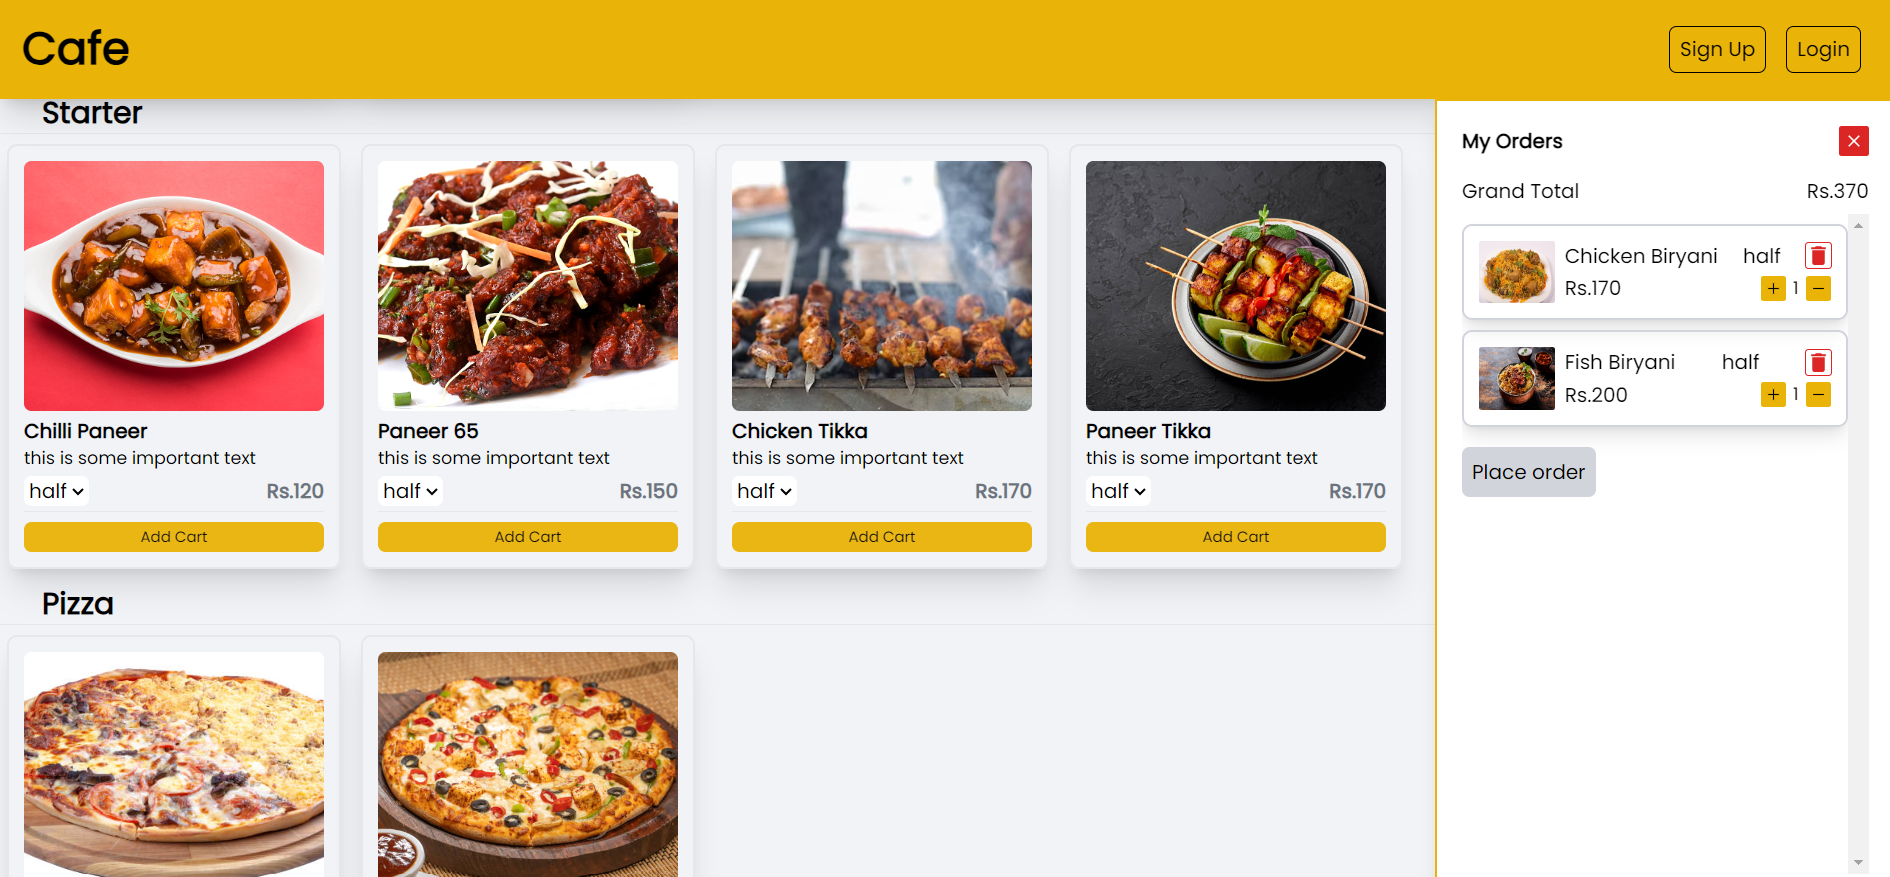 Cafe
Sign Up
Login
Starter
Chilli Paneer
this is some important text
half
Rs.120
Add Cart
Paneer 65
this is some important text
half
Rs.150
Add Cart
Chicken Tikka
this is some important text
half
Rs.170
Add Cart
Paneer Tikka
this is some important text
half
Rs.170
Add Cart
Pizza
My Orders
Grand Total
Rs.370
Chicken Biryani
half
Rs.170
+ 1 −
Fish Biryani
half
Rs.200
+ 1 −
Place order